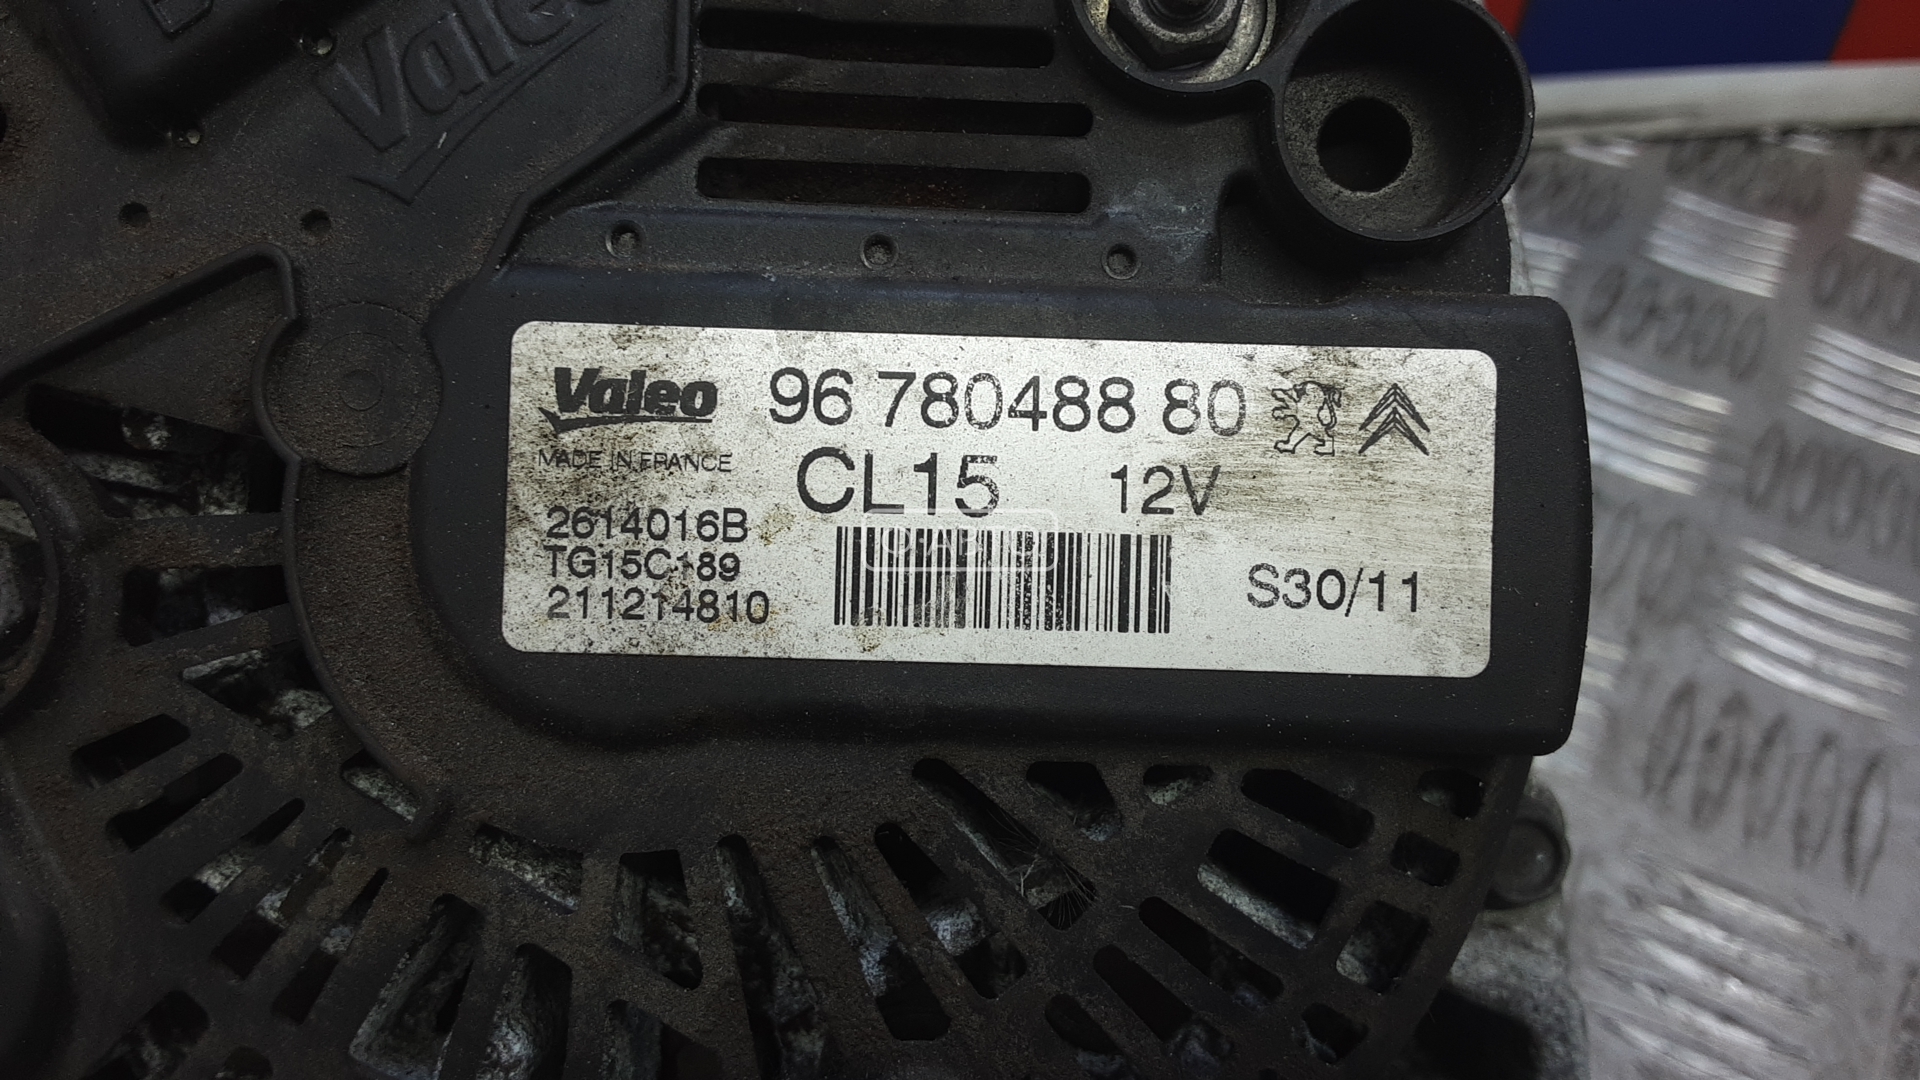 Valeo
Valeo 96 780488 80
MADE IN FRANCE CL15 12V
2614016B
TG15C189
211214810
S30/11